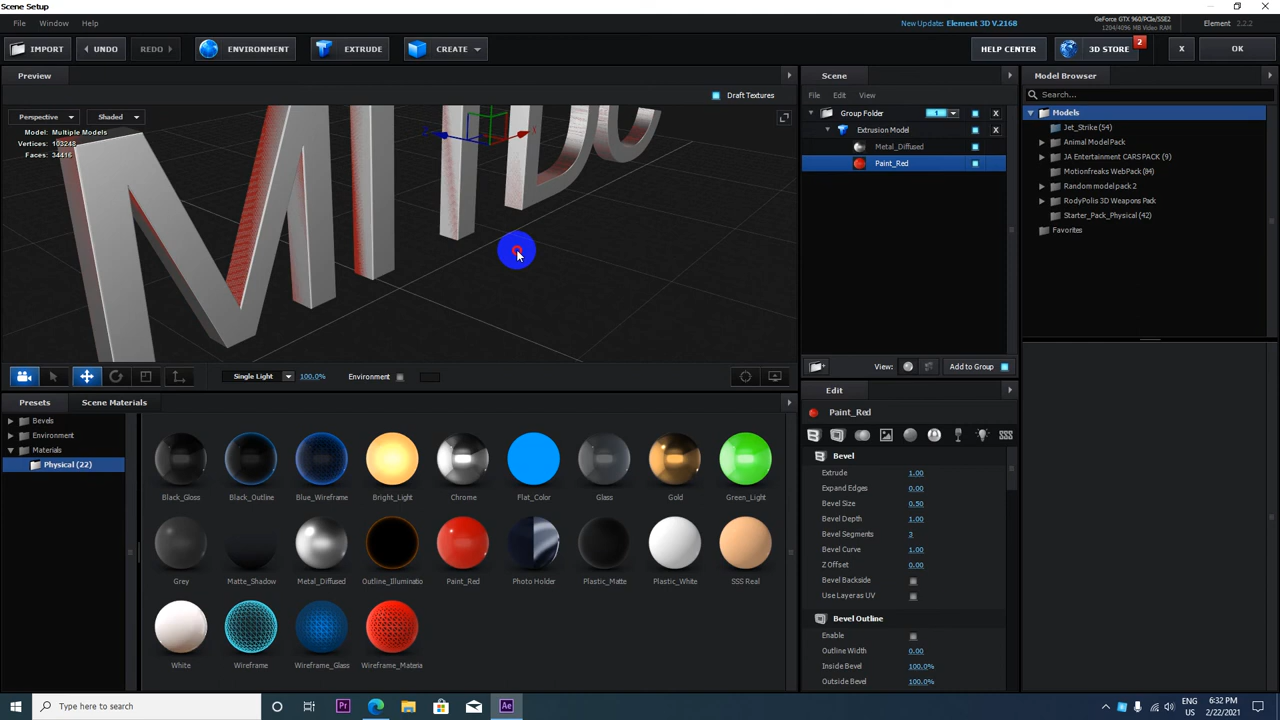 Scene Setup
File Window Help
New Update: Element 3D V.2168
GeForce GTX 960/PCIe/SSE2
1204/4096 MB Video RAM
Element 2.2.2
IMPORT UNDO REDO ENVIRONMENT EXTRUDE CREATE HELP CENTER 3D STORE 2 X OK
Preview
Draft Textures
Perspective Shaded
Model: Multiple Models
Vertices: 103248
Faces: 34416
Single Light 100.0% Environment
Scene
File Edit View
Group Folder 1 X
Extrusion Model X
Metal_Diffused
Paint_Red
View: Add to Group
Model Browser
Search...
Models
Jet_Strike (54)
Animal Model Pack
JA Entertainment CARS PACK (9)
Motionfreaks WebPack (84)
Random model pack 2
RodyPolis 3D Weapons Pack
Starter_Pack_Physical (42)
Favorites
Presets Scene Materials
Bevels
Environment
Materials
Physical (22)
Black_Gloss Black_Outline Blue_Wireframe Bright_Light Chrome Flat_Color Glass Gold Green_Light
Grey Matte_Shadow Metal_Diffused Outline_Illuminatio Paint_Red Photo Holder Plastic_Matte Plastic_White SSS Real
White Wireframe Wireframe_Glass Wireframe_Materia
Edit
Paint_Red
Bevel
Extrude 1.00
Expand Edges 0.00
Bevel Size 0.50
Bevel Depth 1.00
Bevel Segments 3
Bevel Curve 1.00
Z Offset 0.00
Bevel Backside
Use Layer as UV
Bevel Outline
Enable
Outline Width 0.00
Inside Bevel 100.0%
Outside Bevel 100.0%
Type here to search
Pr
Ae
ENG
US
6:32 PM
2/22/2021